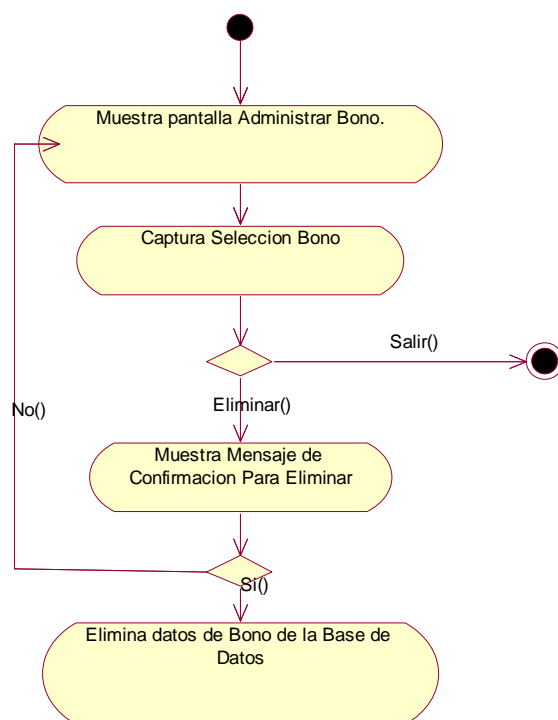 Muestra pantalla Administrar Bono.
Captura Seleccion Bono
Salir()
Eliminar()
No()
Muestra Mensaje de
Confirmacion Para Eliminar
Si()
Elimina datos de Bono de la Base de
Datos